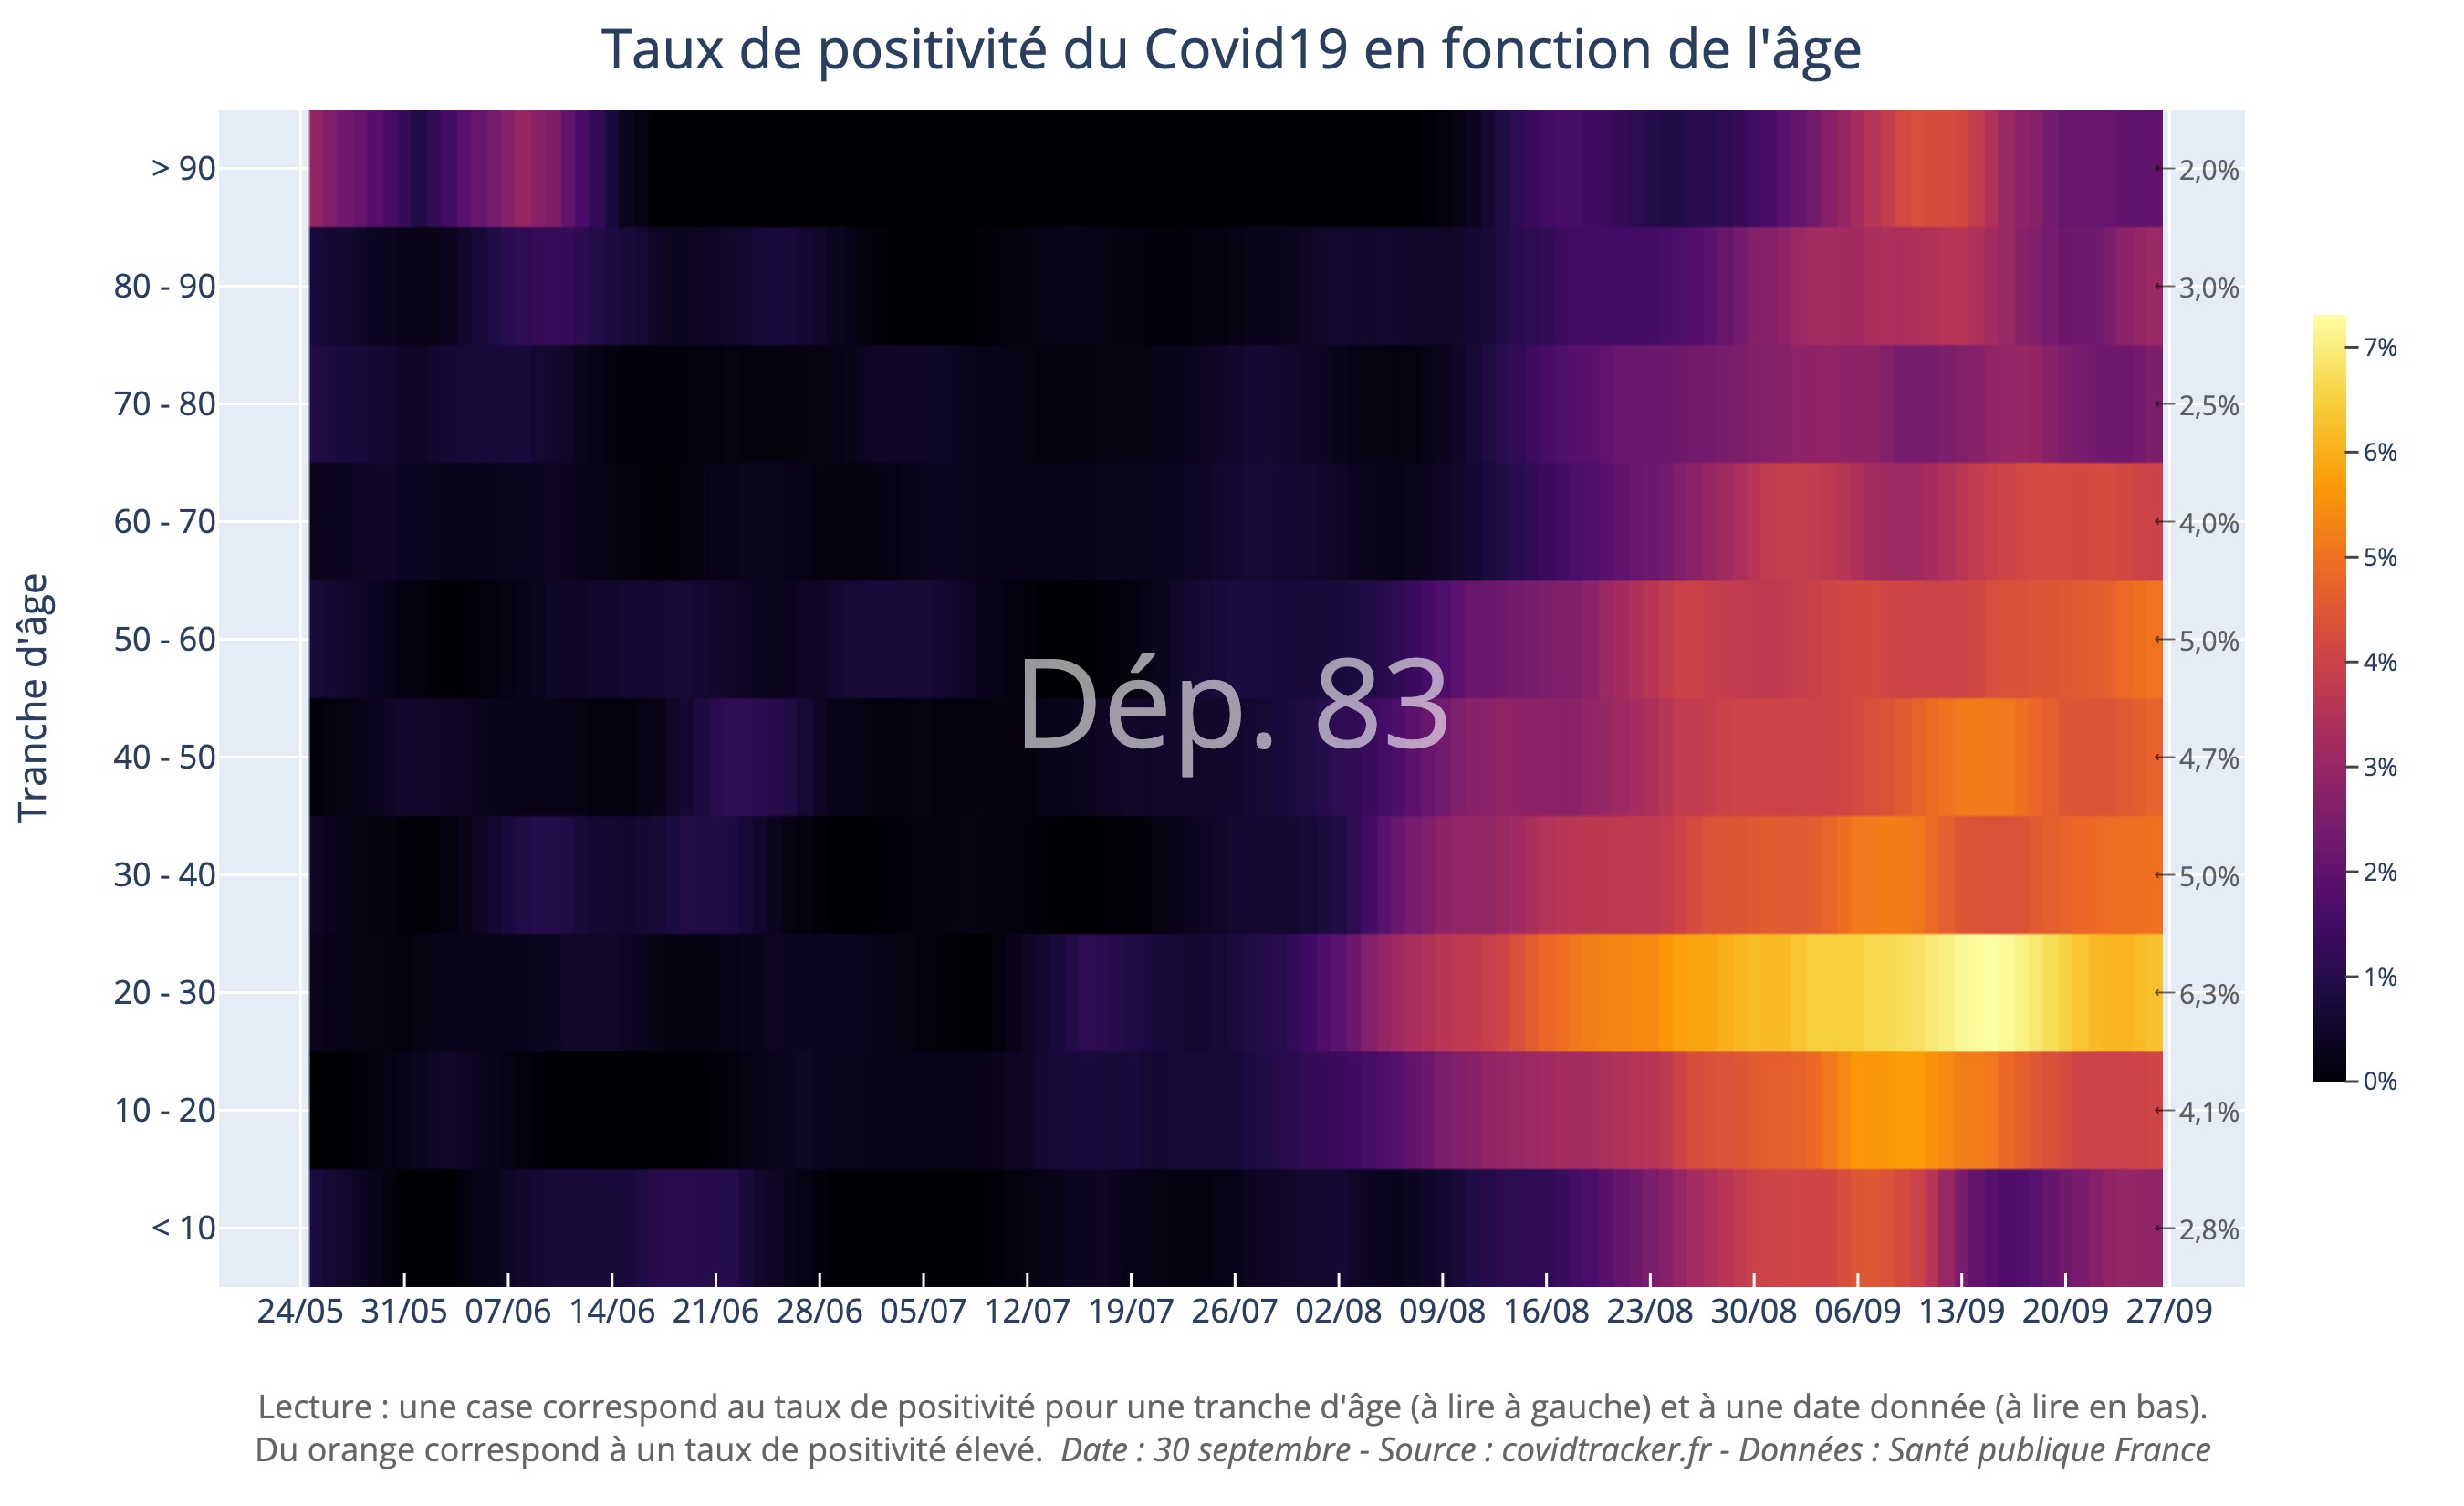 Taux de positivité du Covid19 en fonction de l'âge
Tranche d'âge
> 90
80 - 90
70 - 80
60 - 70
50 - 60
40 - 50
30 - 40
20 - 30
10 - 20
< 10
Dép. 83
2,0%
3,0%
2,5%
4,0%
5,0%
4,7%
5,0%
6,3%
4,1%
2,8%
7%
6%
5%
4%
3%
2%
1%
0%
24/05 31/05 07/06 14/06 21/06 28/06 05/07 12/07 19/07 26/07 02/08 09/08 16/08 23/08 30/08 06/09 13/09 20/09 27/09
Lecture : une case correspond au taux de positivité pour une tranche d'âge (à lire à gauche) et à une date donnée (à lire en bas).
Du orange correspond à un taux de positivité élevé. Date : 30 septembre - Source : covidtracker.fr - Données : Santé publique France